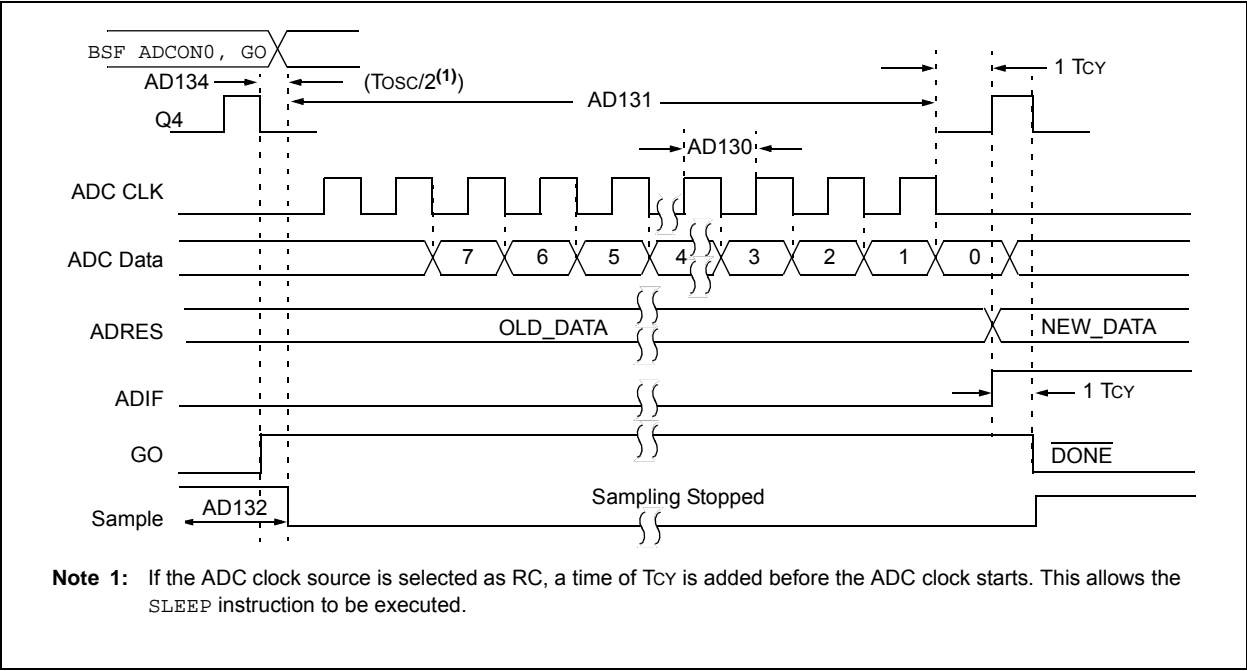 BSF ADCON0, GO
AD134 (TOSC/2(1)) 1 TCY
AD131
Q4
AD130
ADC CLK
ADC Data 7 6 5 4 3 2 1 0
ADRES OLD_DATA NEW_DATA
ADIF 1 TCY
GO DONE
Sampling Stopped
Sample AD132
Note 1: If the ADC clock source is selected as RC, a time of TCY is added before the ADC clock starts. This allows the
SLEEP instruction to be executed.